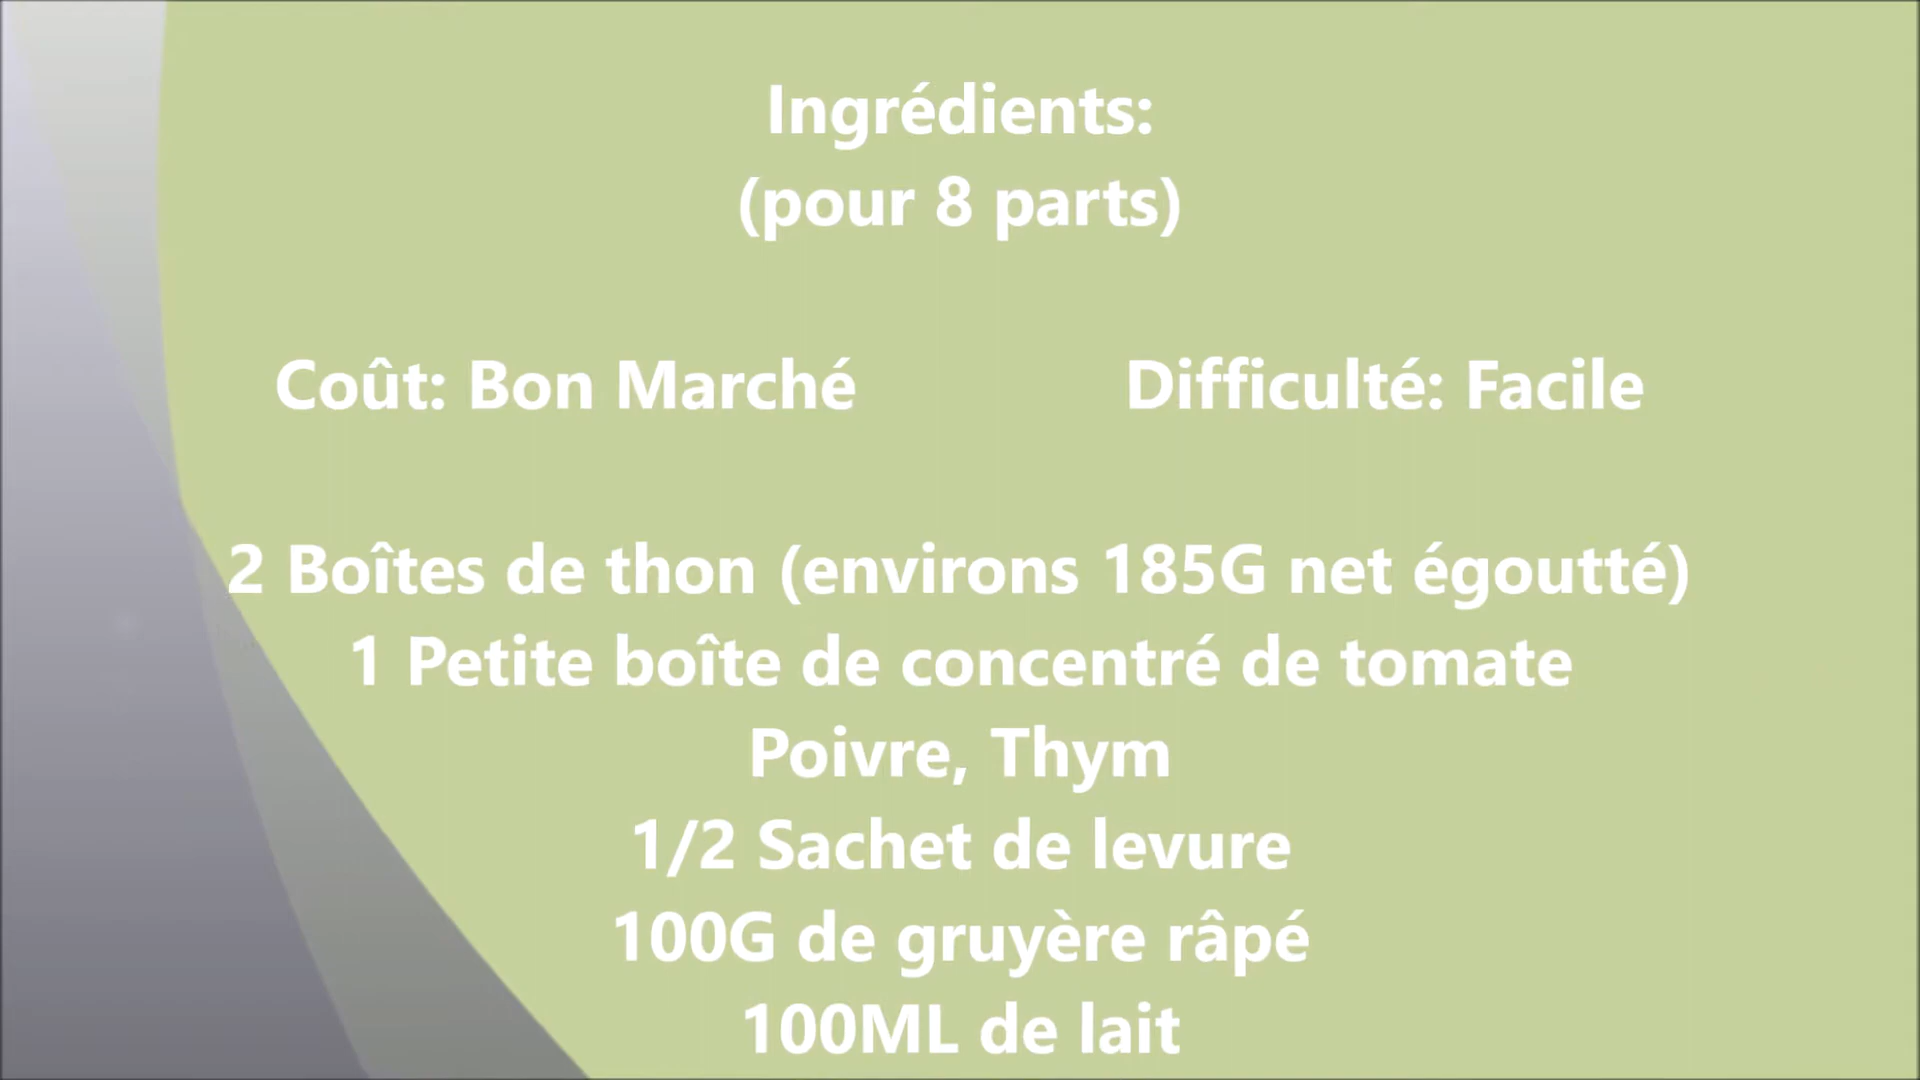 Ingrédients:
(pour 8 parts)
Coût: Bon Marché Difficulté: Facile
2 Boîtes de thon (environs 185G net égoutté)
1 Petite boîte de concentré de tomate
Poivre, Thym
1/2 Sachet de levure
100G de gruyère râpé
100ML de lait